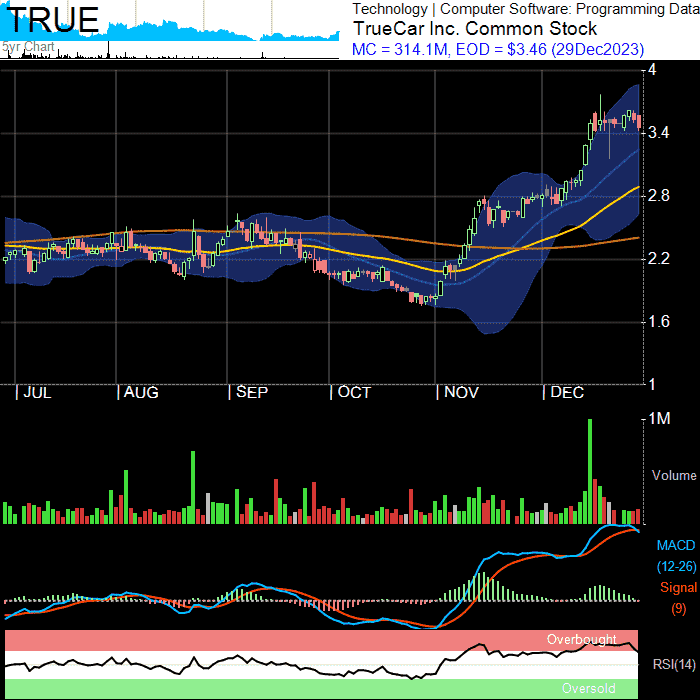 TRUE
5yr Chart
Technology | Computer Software: Programming Data
TrueCar Inc. Common Stock
MC = 314.1M, EOD = $3.46 (29Dec2023)
4
3.4
2.8
2.2
1.6
1
JUL AUG SEP OCT NOV DEC
1M
Volume
MACD
(12-26)
Signal
(9)
Overbought
RSI(14)
Oversold